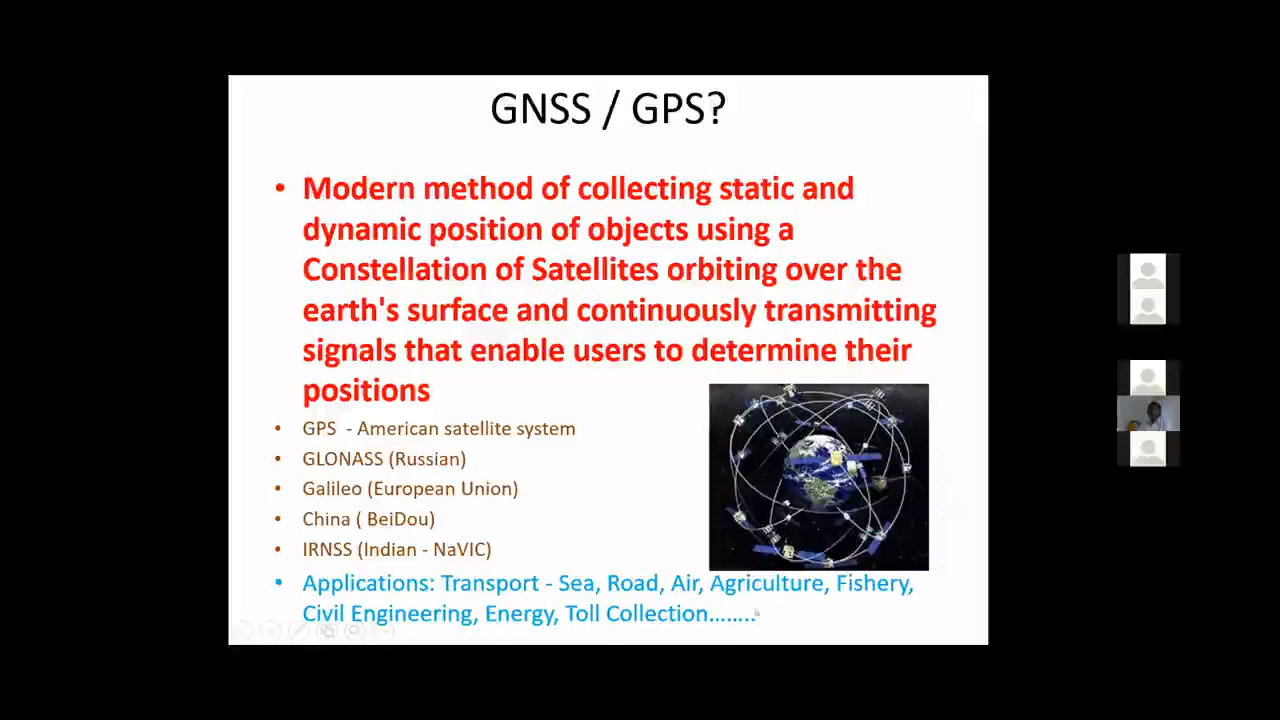 GNSS / GPS?
• Modern method of collecting static and
dynamic position of objects using a
Constellation of Satellites orbiting over the
earth's surface and continuously transmitting
signals that enable users to determine their
positions
• GPS - American satellite system
• GLONASS (Russian)
• Galileo (European Union)
• China ( BeiDou)
• IRNSS (Indian - NaVIC)
• Applications: Transport - Sea, Road, Air, Agriculture, Fishery,
Civil Engineering, Energy, Toll Collection........